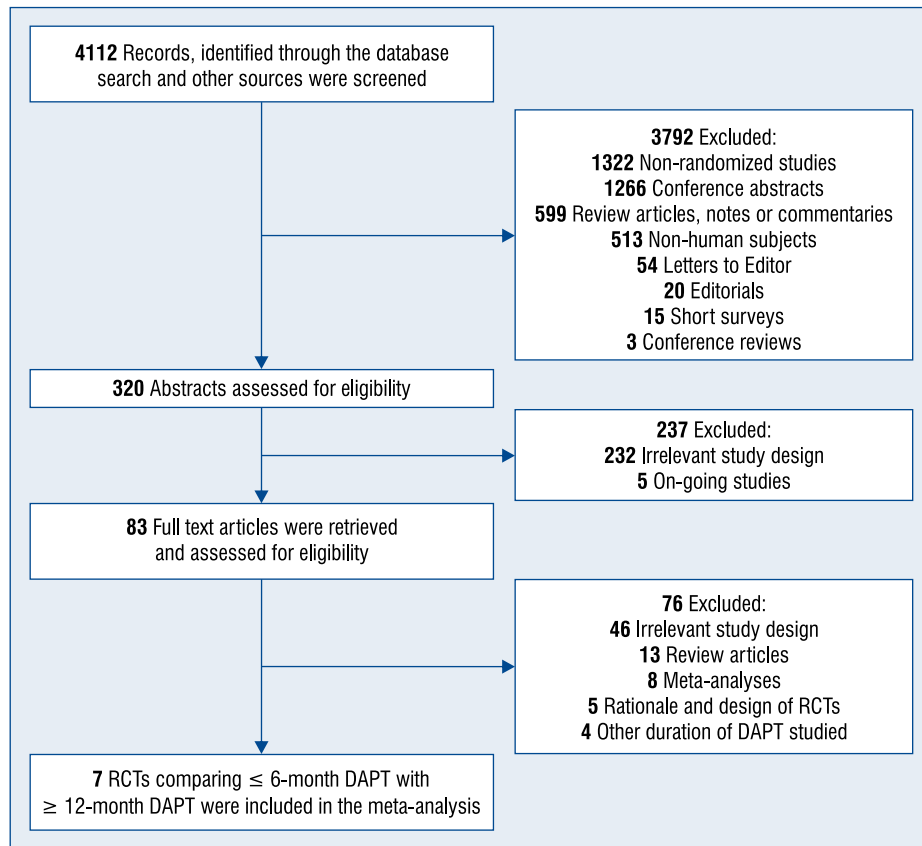 4112 Records, identified through the database
search and other sources were screened
3792 Excluded:
1322 Non-randomized studies
1266 Conference abstracts
599 Review articles, notes or commentaries
513 Non-human subjects
54 Letters to Editor
20 Editorials
15 Short surveys
3 Conference reviews
320 Abstracts assessed for eligibility
237 Excluded:
232 Irrelevant study design
5 On-going studies
83 Full text articles were retrieved
and assessed for eligibility
76 Excluded:
46 Irrelevant study design
13 Review articles
8 Meta-analyses
5 Rationale and design of RCTs
4 Other duration of DAPT studied
7 RCTs comparing ≤ 6-month DAPT with
≥ 12-month DAPT were included in the meta-analysis